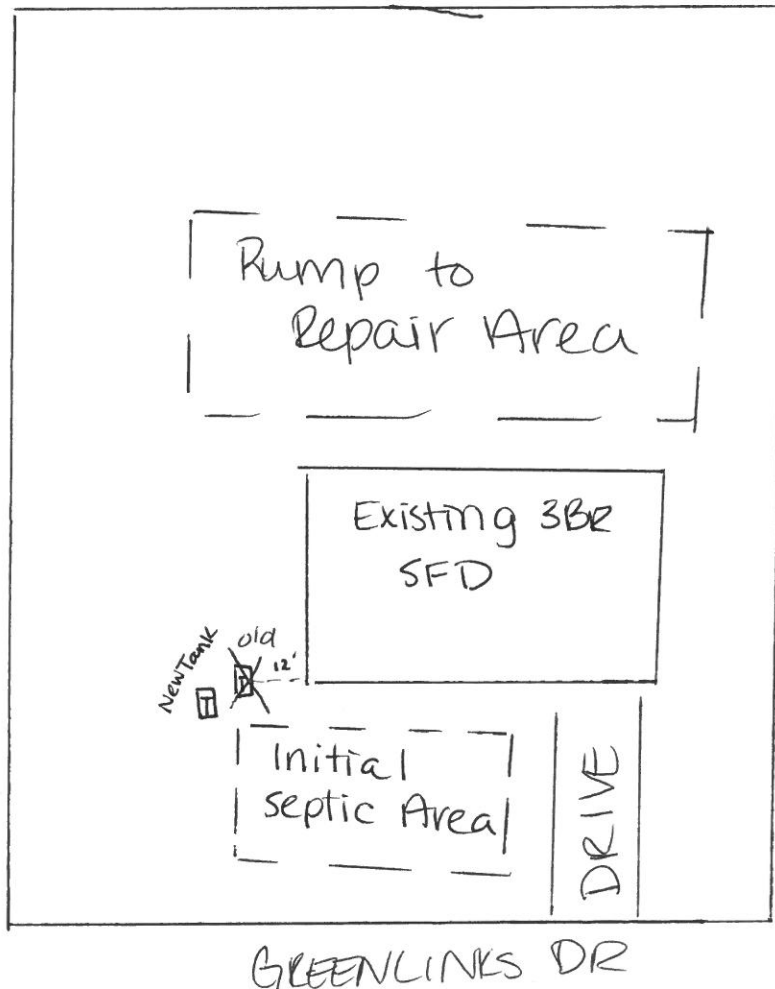 Pump to
Repair Area
Existing 3BR
SFD
New Tank
old
12'
T
Initial
septic Area
DRIVE
GREENLINKS DR